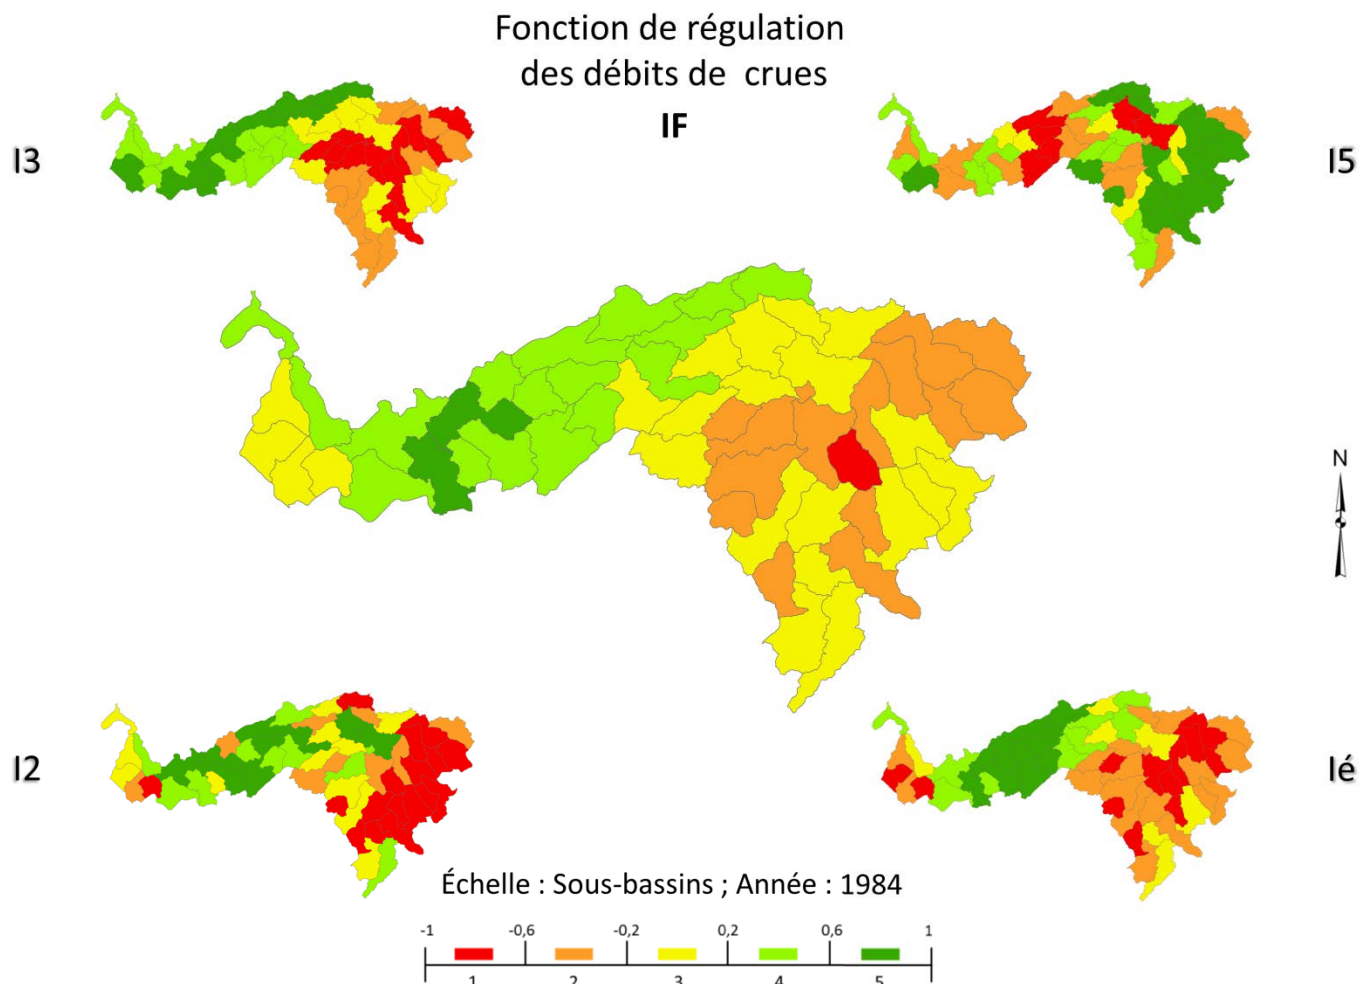 Fonction de régulation
des débits de crues
IF
I3
I5
N
I2
Ié
Échelle : Sous-bassins ; Année : 1984
-1 -0,6 -0,2 0,2 0,6 1
1 2 3 4 5